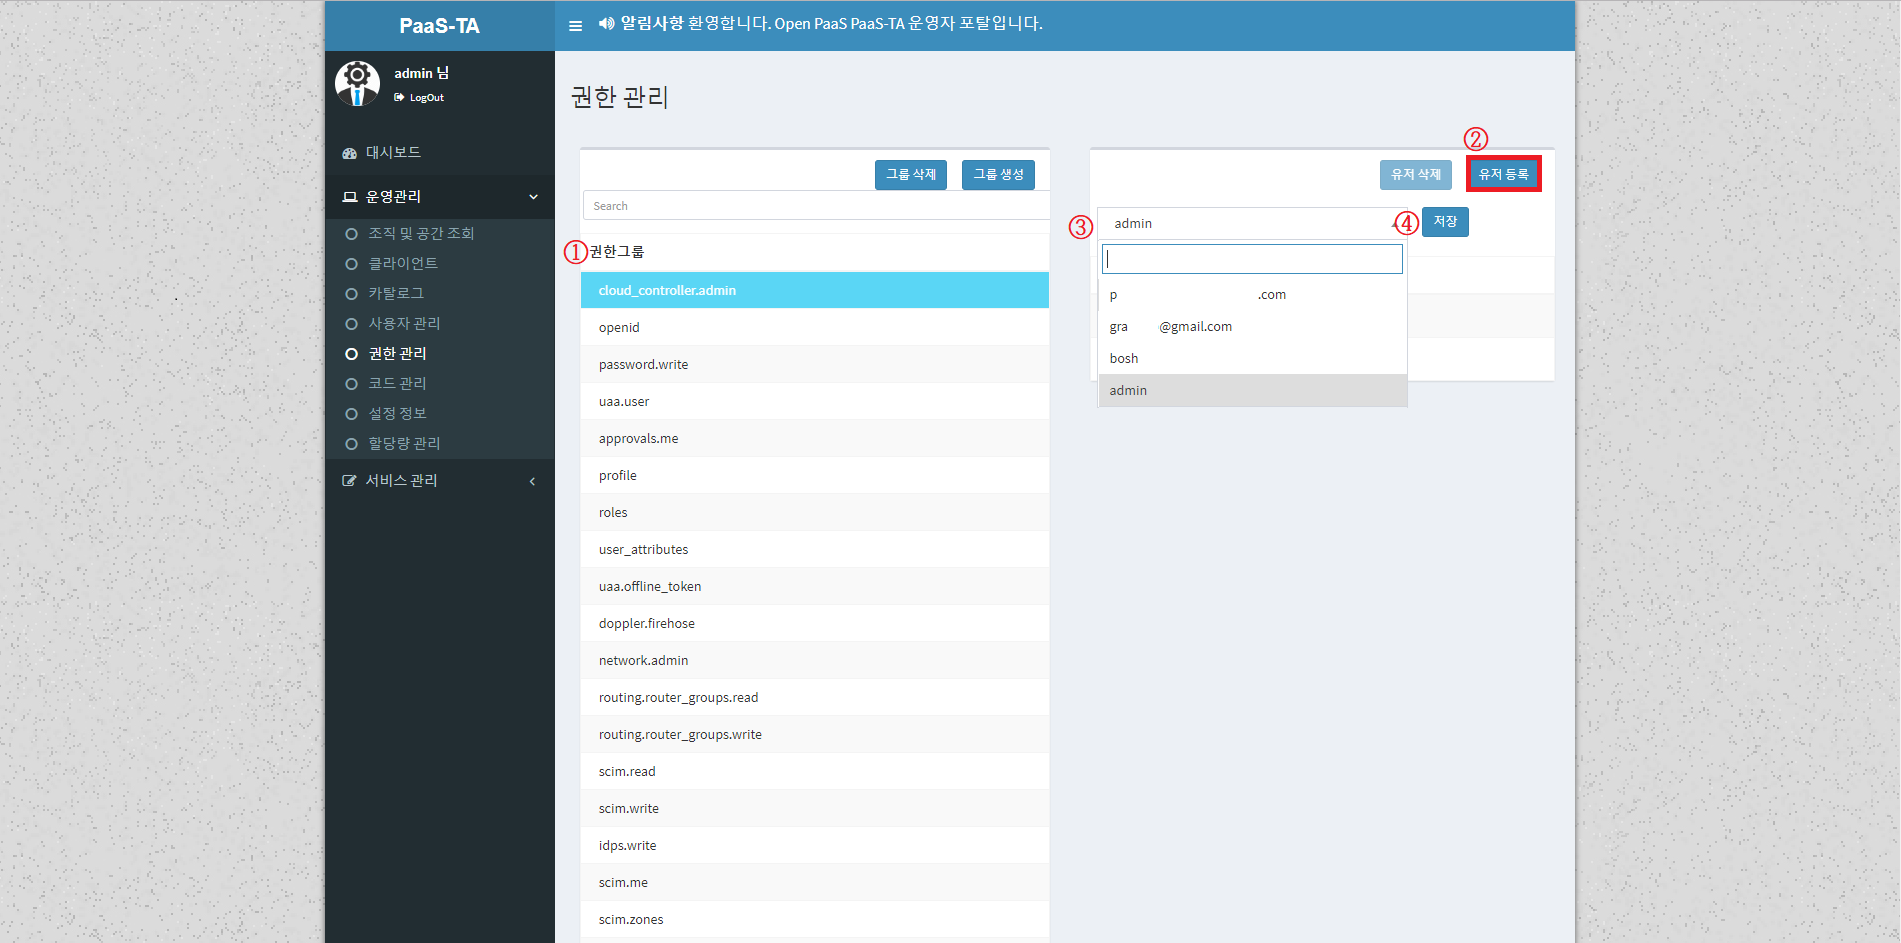 PaaS-TA
알림사항 환영합니다. Open PaaS PaaS-TA 운영자 포탈입니다.
admin 님
LogOut
대시보드
운영관리
조직 및 공간 조회
클라이언트
카탈로그
사용자 관리
권한 관리
코드 관리
설정 정보
할당량 관리
서비스 관리
권한 관리
그룹 삭제 그룹 생성
Search
① 권한그룹
cloud_controller.admin
openid
password.write
uaa.user
approvals.me
profile
roles
user_attributes
uaa.offline_token
doppler.firehose
network.admin
routing.router_groups.read
routing.router_groups.write
scim.read
scim.write
idps.write
scim.me
scim.zones
②
유저 삭제 유저 등록
③ admin ④ 저장
p .com
gra @gmail.com
bosh
admin